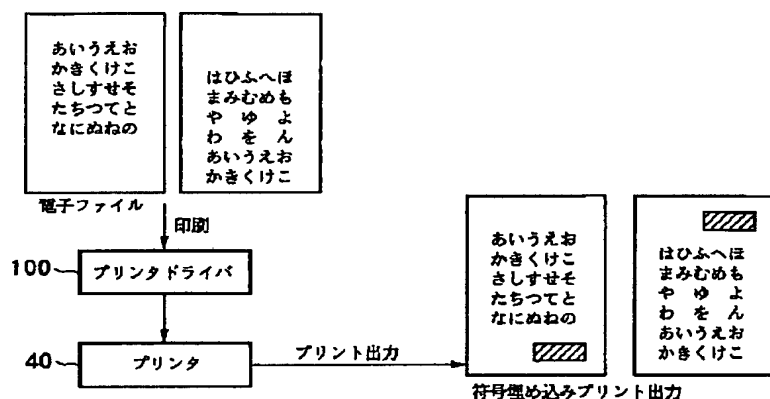 あいうえお
かきくけこ
さしすせそ
たちつてと
なにぬねの
はひふへほ
まみむめも
や ゆ よ
わ を ん
あいうえお
かきくけこ
電子ファイル
印刷
100
プリンタドライバ
40
プリンタ
プリント出力
あいうえお
かきくけこ
さしすせそ
たちつてと
なにぬねの
はひふへほ
まみむめも
や ゆ よ
わ を ん
あいうえお
かきくけこ
符号埋め込みプリント出力